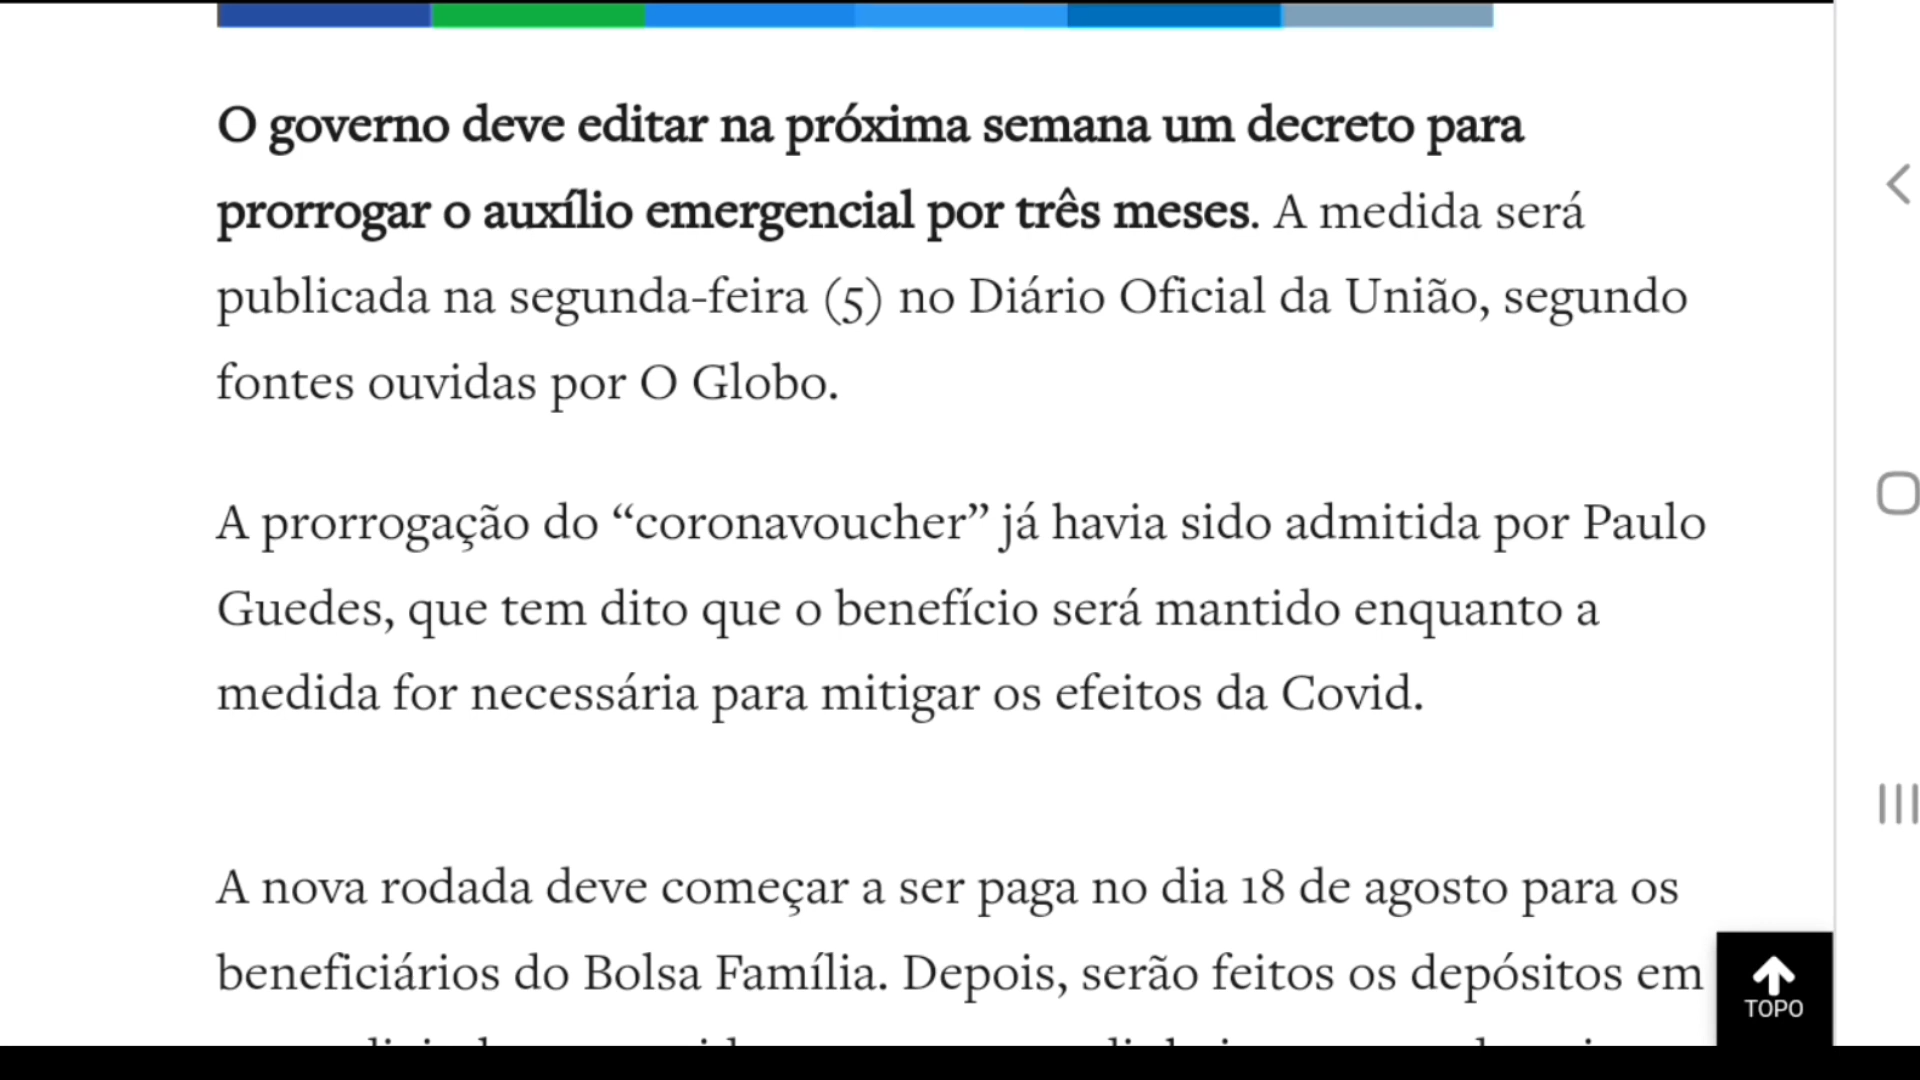 O governo deve editar na próxima semana um decreto para
prorrogar o auxílio emergencial por três meses. A medida será
publicada na segunda-feira (5) no Diário Oficial da União, segundo
fontes ouvidas por O Globo.
A prorrogação do “coronavoucher” já havia sido admitida por Paulo
Guedes, que tem dito que o benefício será mantido enquanto a
medida for necessária para mitigar os efeitos da Covid.
A nova rodada deve começar a ser paga no dia 18 de agosto para os
beneficiários do Bolsa Família. Depois, serão feitos os depósitos em
TOPO